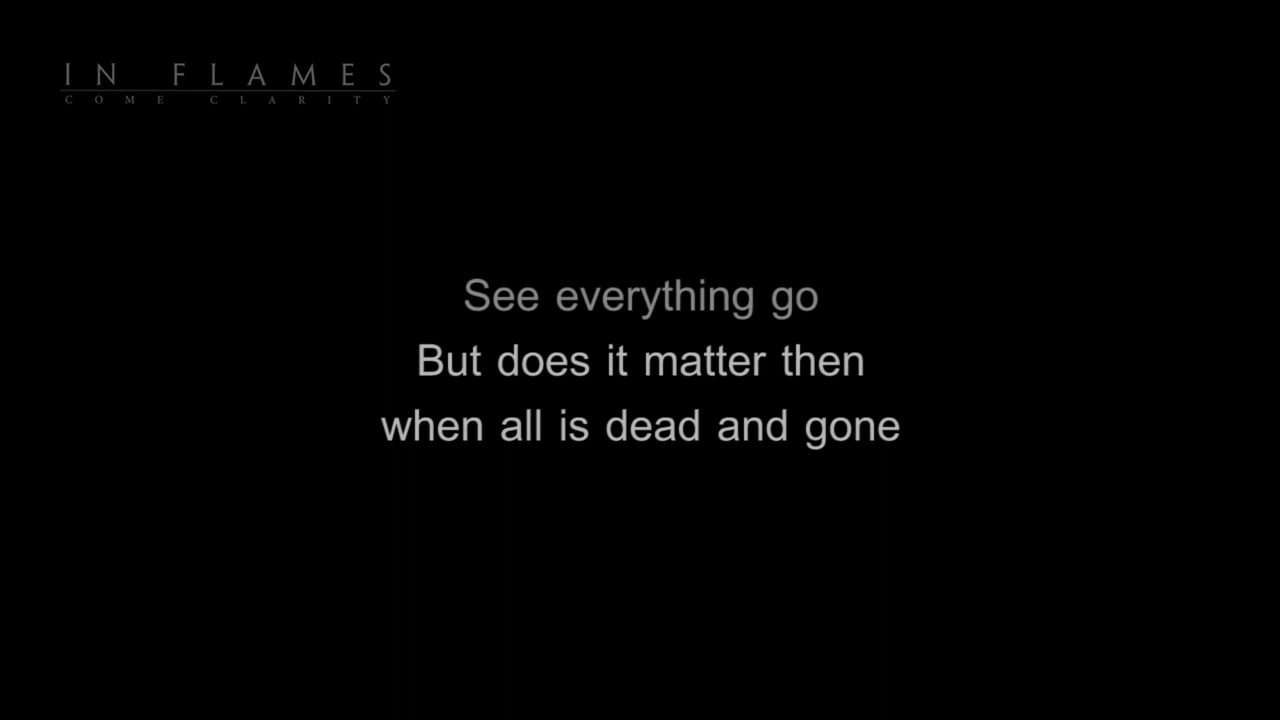 IN FLAMES
COME CLARITY
See everything go
But does it matter then
when all is dead and gone